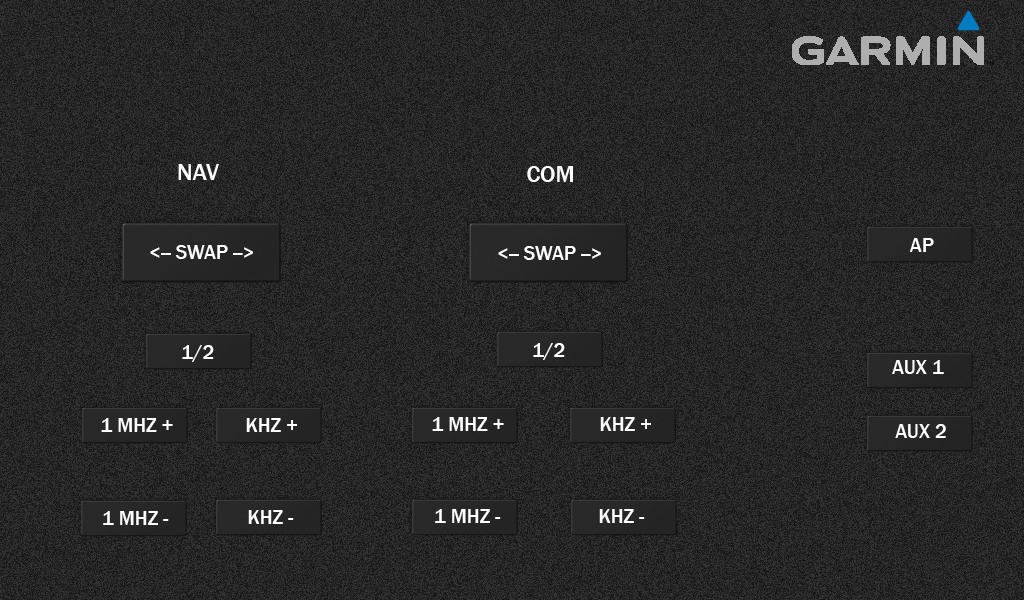 GARMIN
NAV
COM
<– SWAP –>
<– SWAP –>
AP
1/2
1/2
AUX 1
1 MHZ +
KHZ +
1 MHZ +
KHZ +
AUX 2
1 MHZ -
KHZ -
1 MHZ -
KHZ -